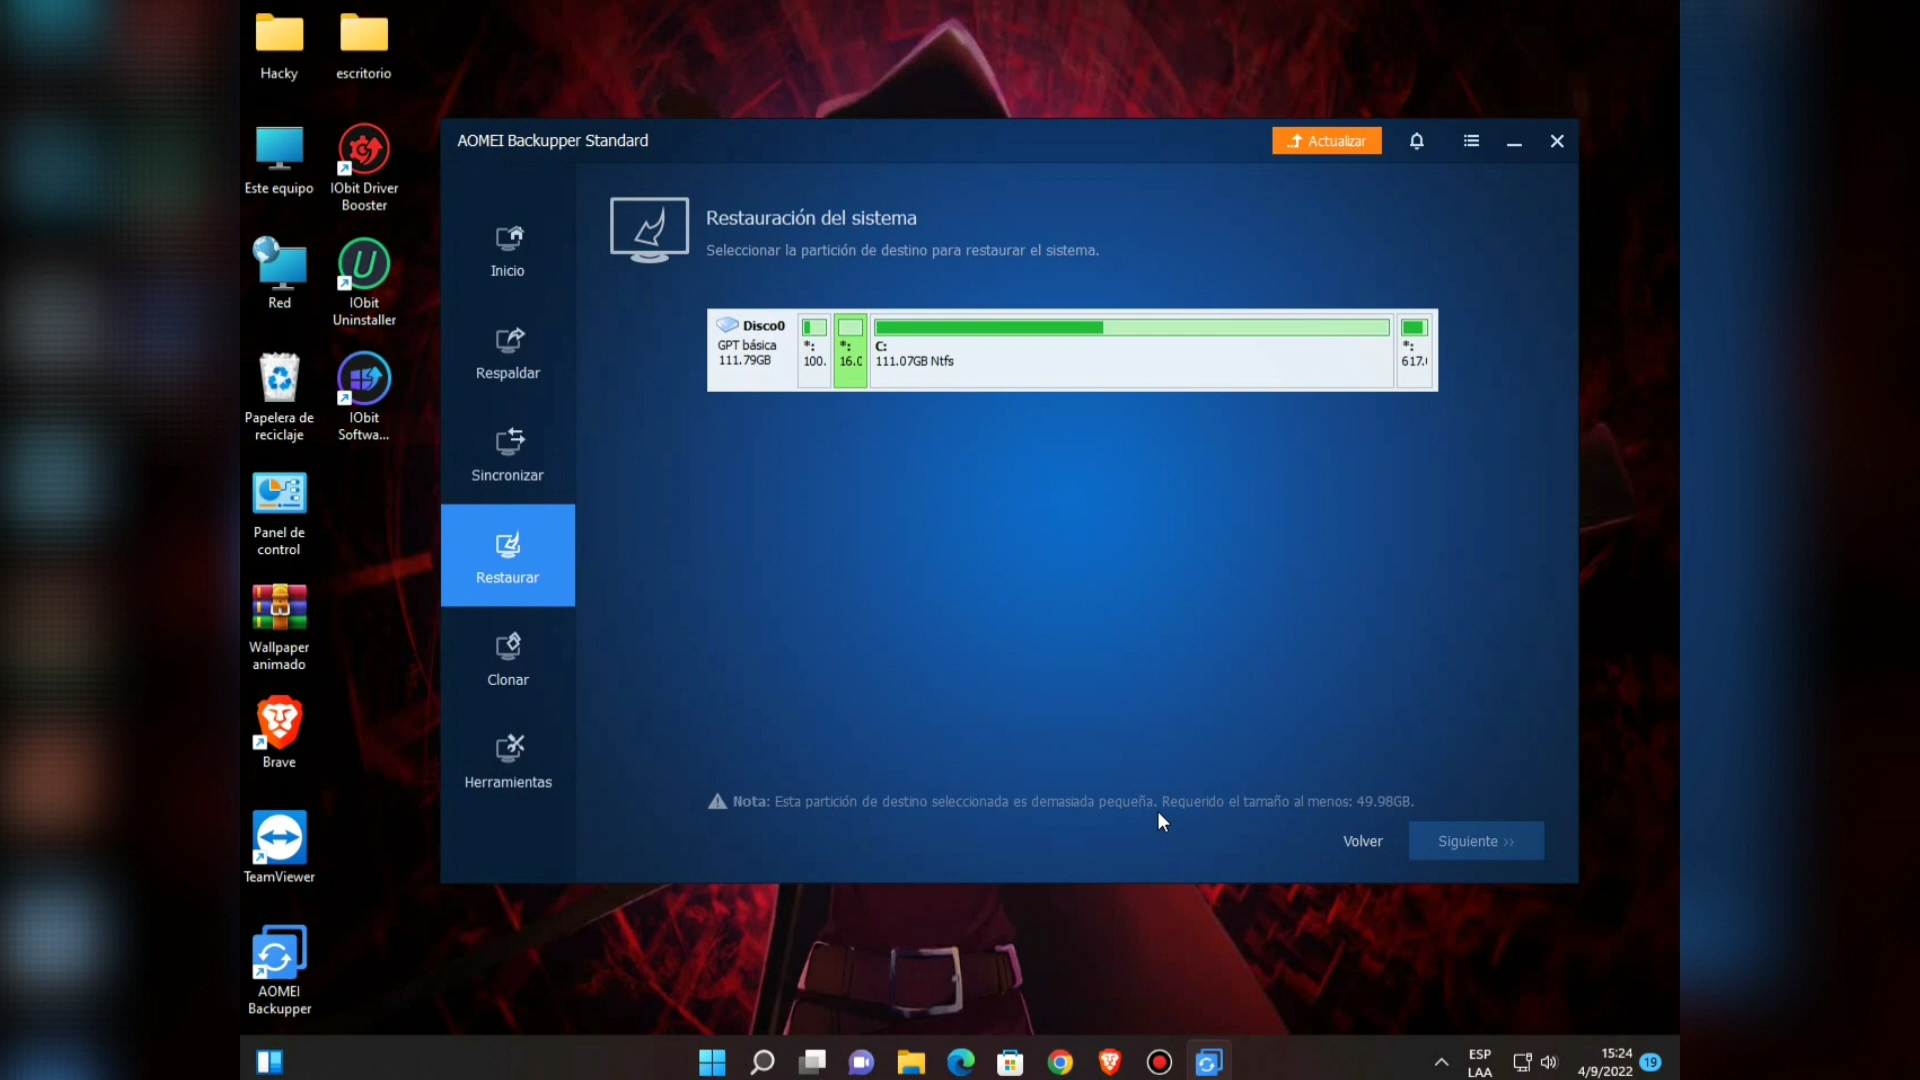 Hacky
escritorio
Este equipo
IObit Driver
Booster
Red
IObit
Uninstaller
Papelera de
reciclaje
IObit
Softwa...
Panel de
control
Wallpaper
animado
Brave
TeamViewer
AOMEI
Backupper
AOMEI Backupper Standard
Actualizar
Inicio
Respaldar
Sincronizar
Restaurar
Clonar
Herramientas
Restauración del sistema
Seleccionar la partición de destino para restaurar el sistema.
Disco0
GPT básica
111.79GB
*:
100.
*:
16.0
C:
111.07GB Ntfs
*:
617.
Nota: Esta partición de destino seleccionada es demasiada pequeña. Requerido el tamaño al menos: 49.98GB.
Volver
Siguiente >>
ESP
LAA
15:24
4/9/2022
19